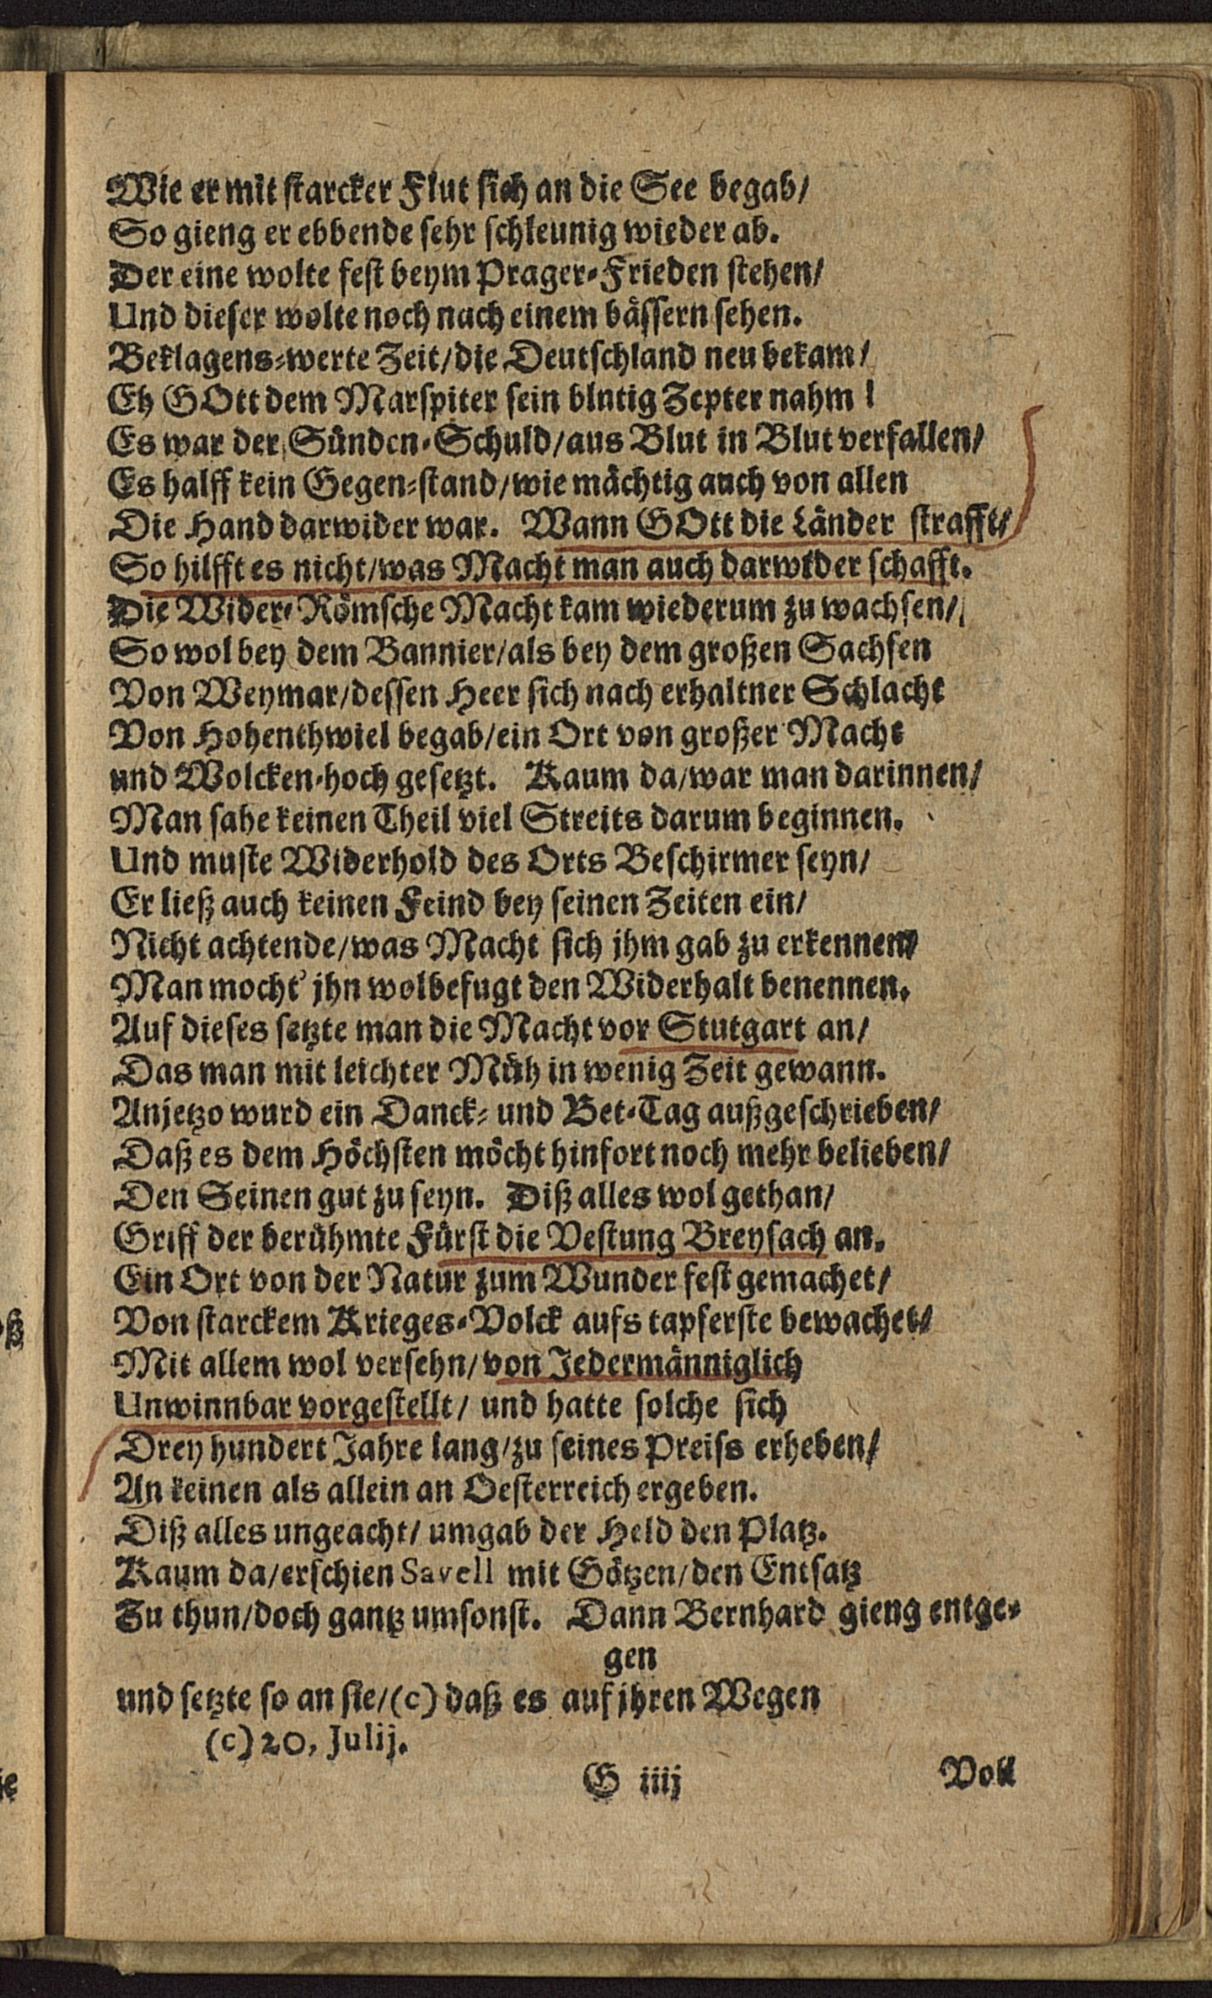 Wie er mit starcker Flut sich an die See begab/
So gieng er ebbende sehr schleunig wieder ab.
Der eine wolte fest beym Prager-Frieden stehen/
Und dieser wolte noch nach einem bässern sehen.
Beklagens-werte Zeit/die Deutschland neu bekam/
Eh GOtt dem Marspiter sein blntig Zepter nahm!
Es war der Sünden-Schuld/aus Blut in Blut verfallen/
Es halff kein Gegen-stand/wie mächtig auch von allen
Die Hand darwider war. Wann GOtt die Länder strafft/
So hilfft es nicht/was Macht man auch darwider schafft.
Die Wider-Römsche Macht kam wiederum zu wachsen/
So wol bey dem Bannier/als bey dem großen Sachsen
Von Weymar/dessen Heer sich nach erhaltner Schlacht
Von Hohenthwiel begab/ein Ort von großer Macht
und Wolcken-hoch gesetzt. Kaum da/war man darinnen/
Man sahe keinen Theil viel Streits darum beginnen.
Und muste Widerhold des Orts Beschirmer seyn/
Er ließ auch keinen Feind bey seinen Zeiten ein/
Nicht achtende/was Macht sich jhm gab zu erkennen/
Man mocht' jhn wolbefugt den Widerhalt benennen.
Auf dieses setzte man die Macht vor Stutgart an/
Das man mit leichter Müh in wenig Zeit gewann.
Anjetzo wurd ein Danck- und Bet-Tag außgeschrieben/
Daß es dem Höchsten möcht hinfort noch mehr belieben/
Den Seinen gut zu seyn. Diß alles wol gethan/
Griff der berühmte Fürst die Vestung Breysach an.
Ein Ort von der Natur zum Wunder fest gemachet/
Von starckem Krieges-Volck aufs tapferste bewachet/
Mit allem wol versehn/von Jedermänniglich
Unwinnbar vorgestellt/ und hatte solche sich
Drey hundert Jahre lang/zu seines Preiss erheben/
An keinen als allein an Oesterreich ergeben.
Diß alles ungeacht/ umgab der Held den Platz.
Kaum da/erschien Savell mit Götzen/den Entsatz
Zu thun/doch gantz umsonst. Dann Bernhard gieng entge-
gen
und setzte so an sie/(c) daß es auf jhren Wegen
(c) 20, Julij.
G iiij Voll